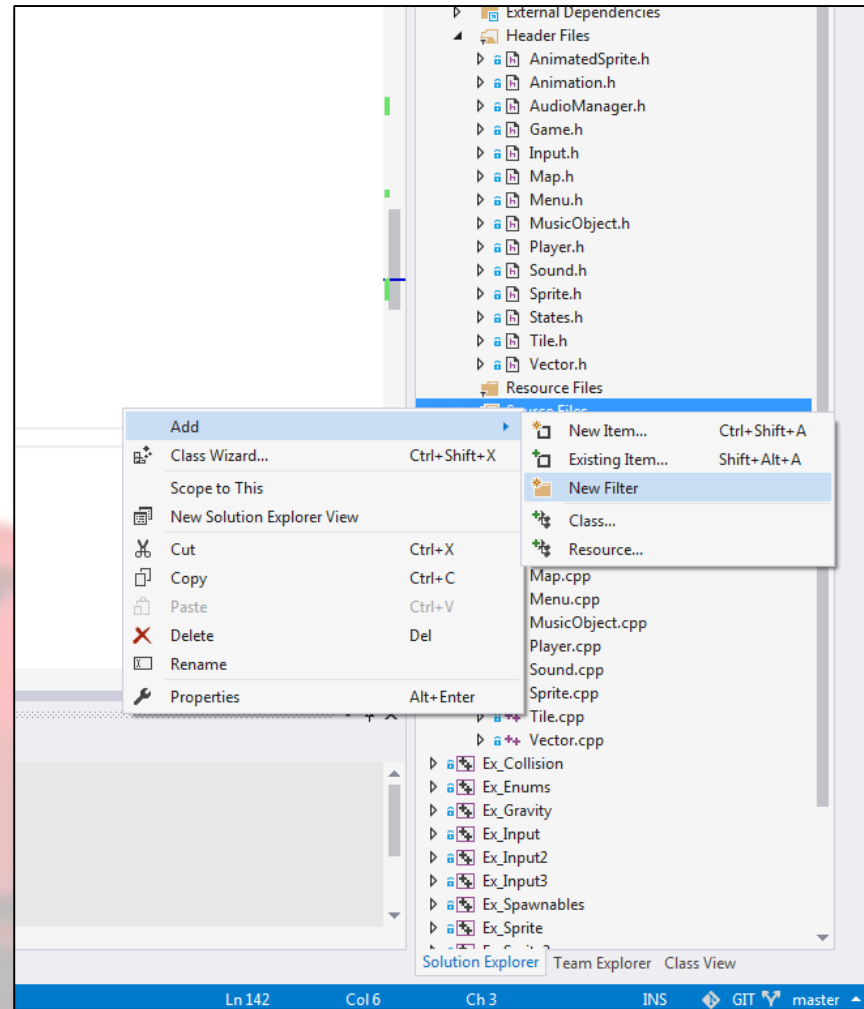 External Dependencies
Header Files
AnimatedSprite.h
Animation.h
AudioManager.h
Game.h
Input.h
Map.h
Menu.h
MusicObject.h
Player.h
Sound.h
Sprite.h
States.h
Tile.h
Vector.h
Resource Files
Source Files
Add
Class Wizard... Ctrl+Shift+X
Scope to This
New Solution Explorer View
Cut Ctrl+X
Copy Ctrl+C
Paste Ctrl+V
Delete Del
Rename
Properties Alt+Enter
New Item... Ctrl+Shift+A
Existing Item... Shift+Alt+A
New Filter
Class...
Resource...
Map.cpp
Menu.cpp
MusicObject.cpp
Player.cpp
Sound.cpp
Sprite.cpp
Tile.cpp
Vector.cpp
Ex_Collision
Ex_Enums
Ex_Gravity
Ex_Input
Ex_Input2
Ex_Input3
Ex_Spawnables
Ex_Sprite
Solution Explorer Team Explorer Class View
Ln 142 Col 6 Ch 3 INS GIT master